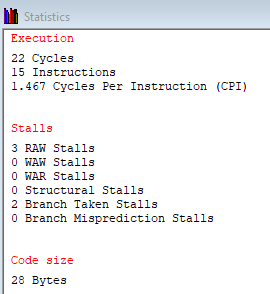 Statistics
Execution
22 Cycles
15 Instructions
1.467 Cycles Per Instruction (CPI)
Stalls
3 RAW Stalls
0 WAW Stalls
0 WAR Stalls
0 Structural Stalls
2 Branch Taken Stalls
0 Branch Misprediction Stalls
Code size
28 Bytes